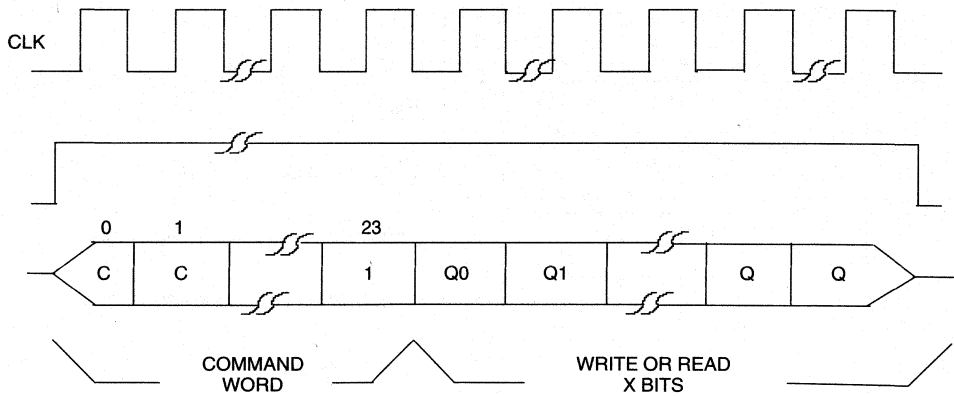 CLK
0 1 23
C C 1 Q0 Q1 Q Q
COMMAND WORD
WRITE OR READ X BITS